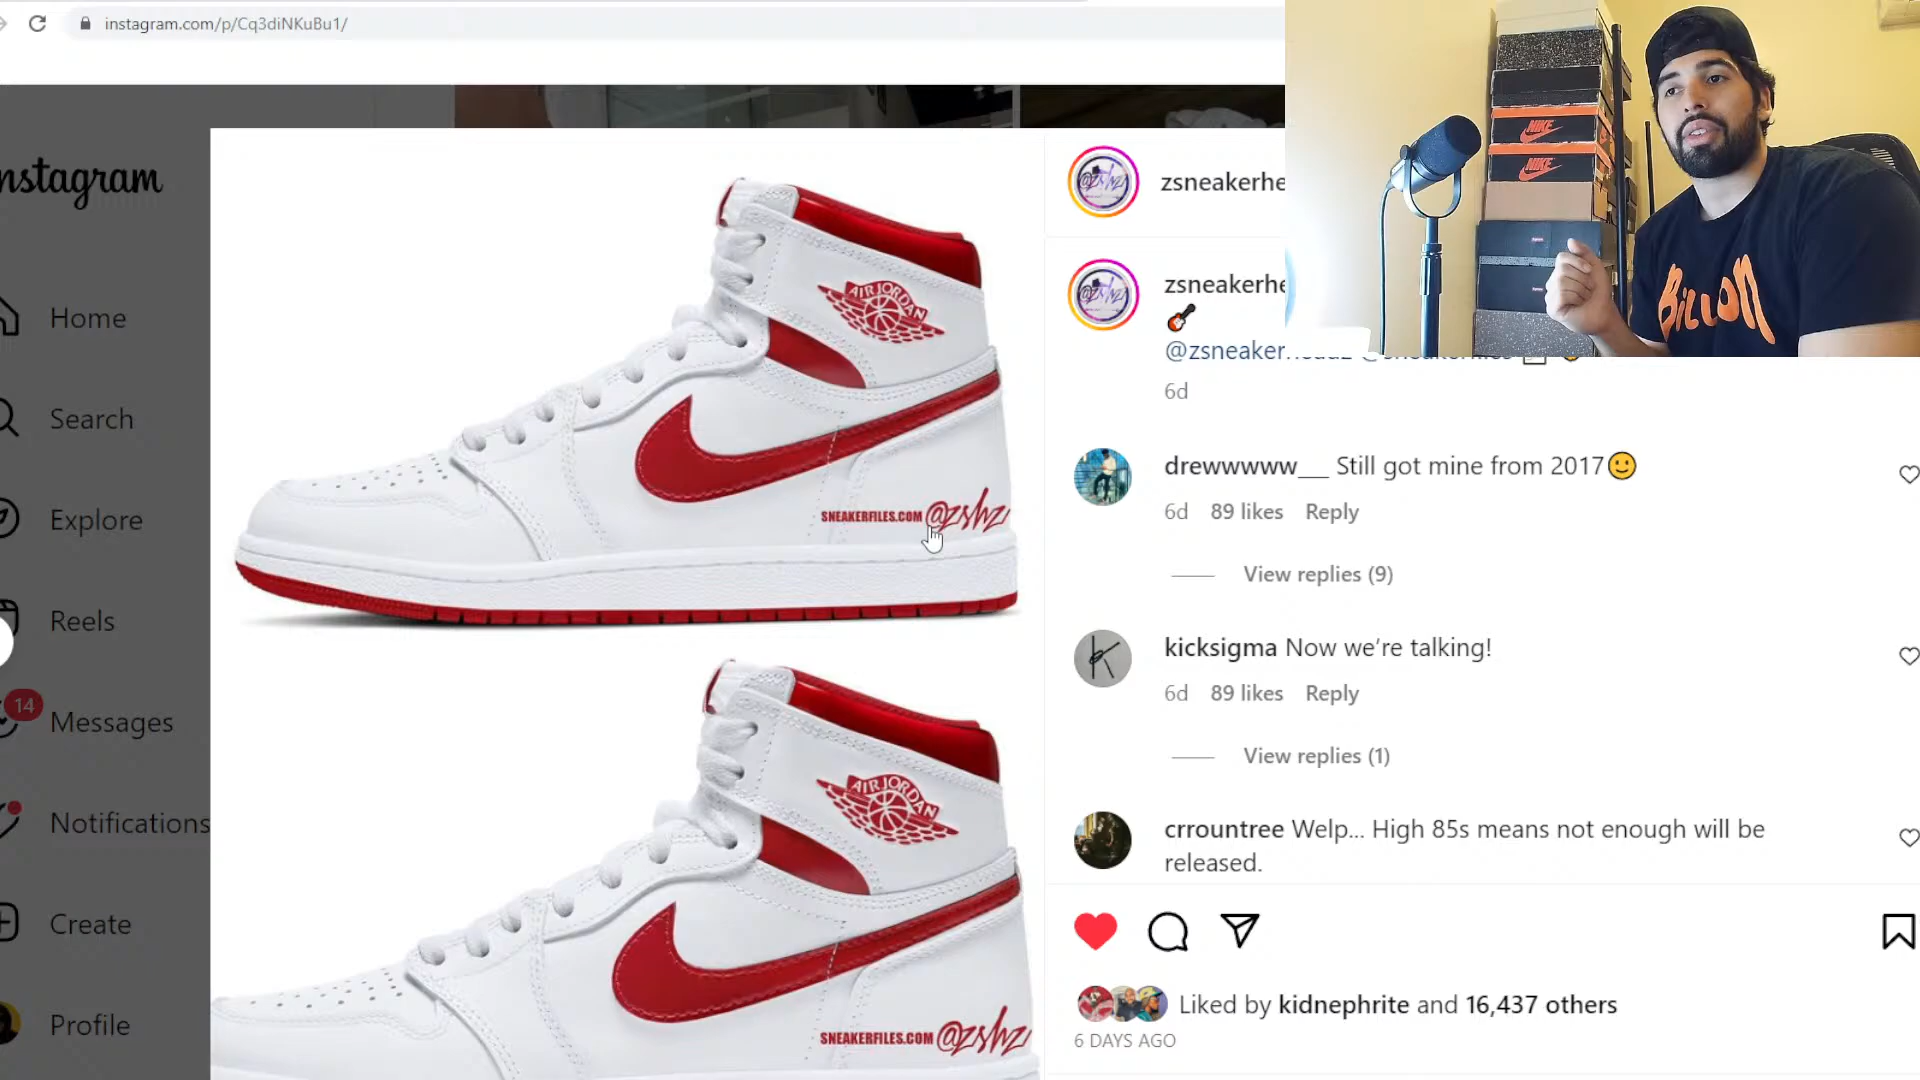 instagram.com/p/Cq3diNKuBu1/
nstagram
Home
Search
Explore
Reels
14
Messages
Notifications
Create
Profile
AIR JORDAN
SNEAKERFILES.COM @zshz
AIR JORDAN
SNEAKERFILES.COM @zshz
zsneakerhe
zsneakerhe
6d
drewwwww___ Still got mine from 2017
6d 89 likes Reply
View replies (9)
kicksigma Now we're talking!
6d 89 likes Reply
View replies (1)
crrountree Welp... High 85s means not enough will be
released.
Liked by kidnephrite and 16,437 others
6 DAYS AGO
NIKE
NIKE
Billion